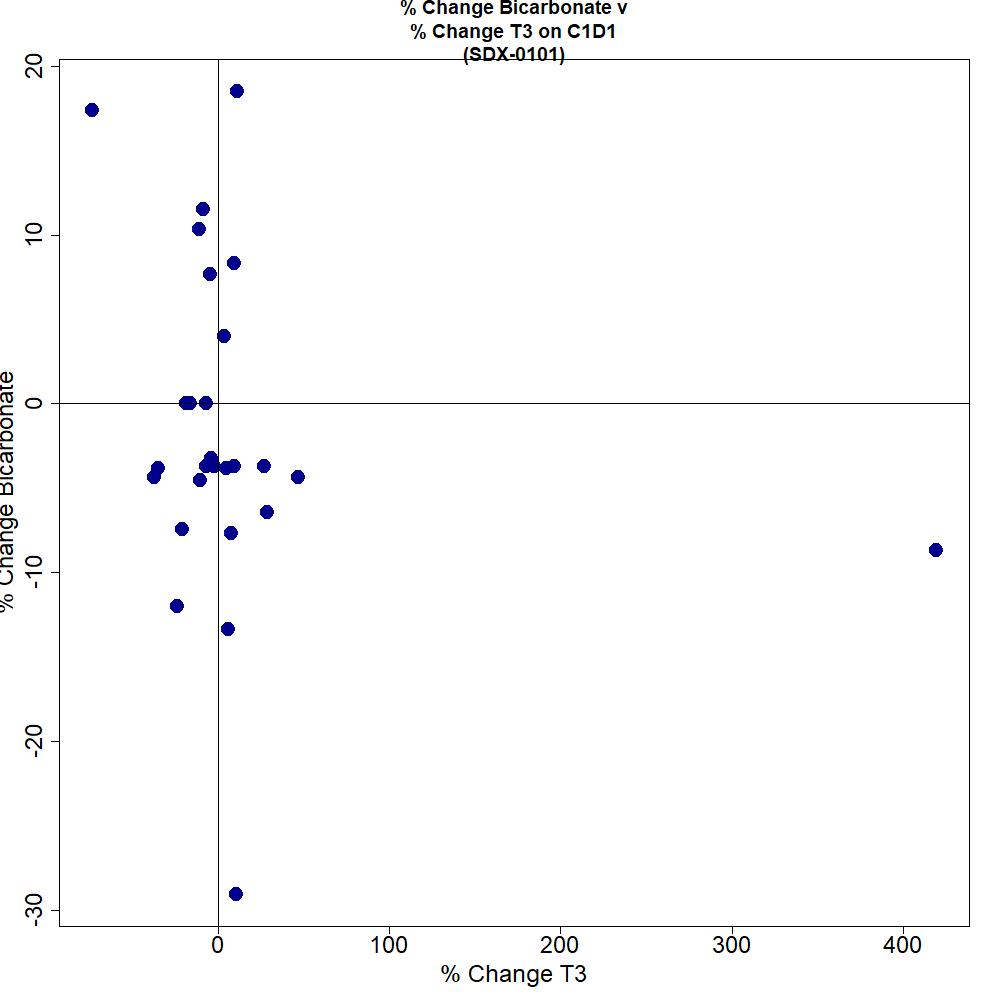 % Change Bicarbonate v
% Change T3 on C1D1
(SDX-0101)
20
10
0
-10
-20
-30
% Change Bicarbonate
0 100 200 300 400
% Change T3